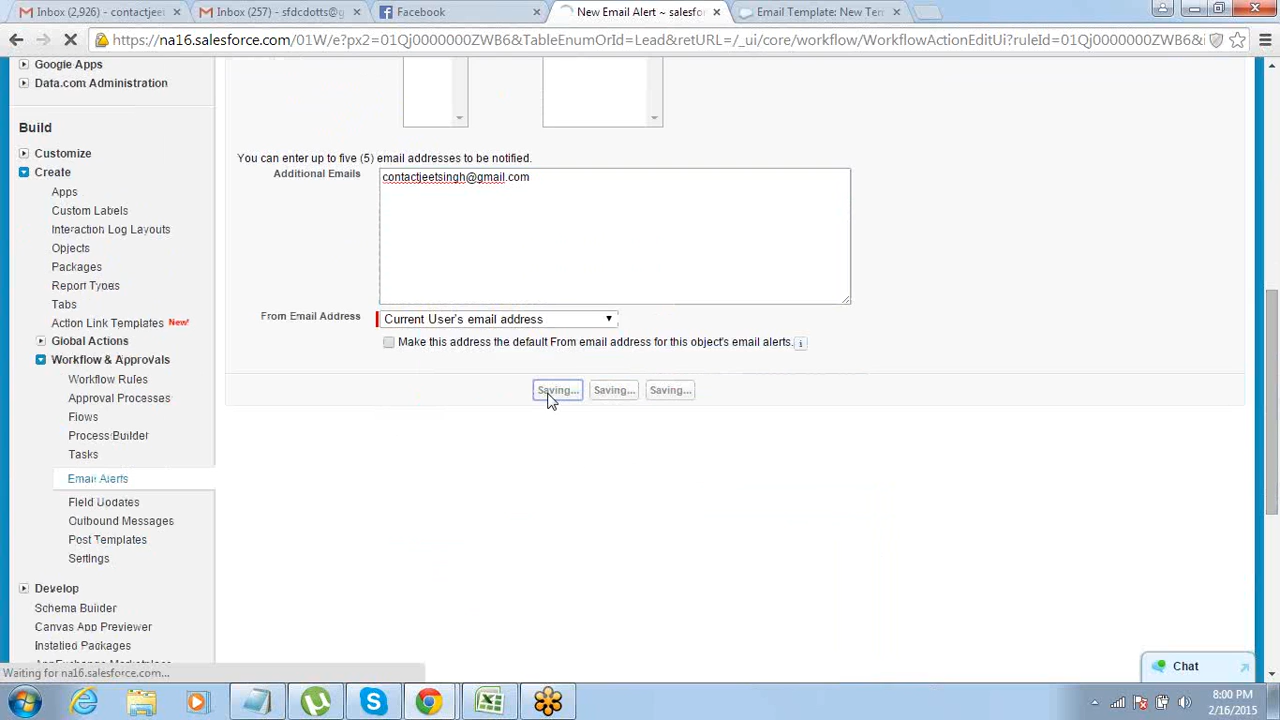 Inbox (2,926) - contactjee
Inbox (257) - sfdcdotts@g
Facebook
New Email Alert ~ salesfo
Email Template: New Ter
https://na16.salesforce.com/01W/e?px2=01Qj0000000ZWB6&TableEnumOrId=Lead&retURL=/_ui/core/workflow/WorkflowActionEditUi?ruleId=01Qj0000000ZWB6&
Google Apps
Data.com Administration
Build
Customize
Create
Apps
Custom Labels
Interaction Log Layouts
Objects
Packages
Report Types
Tabs
Action Link Templates New!
Global Actions
Workflow & Approvals
Workflow Rules
Approval Processes
Flows
Process Builder
Tasks
Email Alerts
Field Updates
Outbound Messages
Post Templates
Settings
Develop
Schema Builder
Canvas App Previewer
Installed Packages
You can enter up to five (5) email addresses to be notified.
Additional Emails
contactjeetsingh@gmail.com
From Email Address
Current User's email address
Make this address the default From email address for this object's email alerts.
Saving... Saving... Saving...
Waiting for na16.salesforce.com...
Chat
8:00 PM
2/16/2015